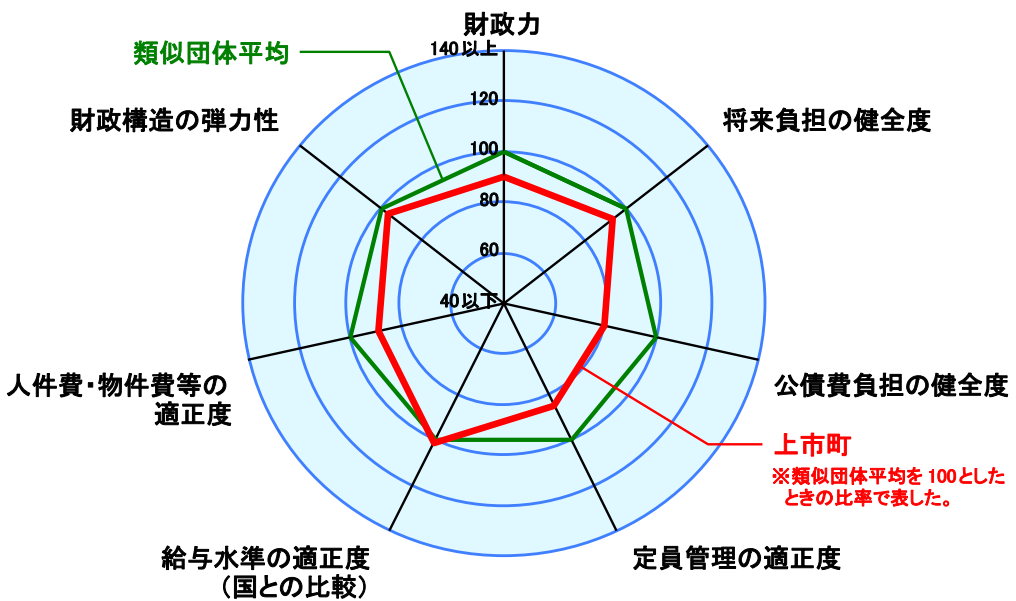 財政力
類似団体平均
140以上
120
100
80
60
40以下
財政構造の弾力性
将来負担の健全度
人件費・物件費等の
適正度
公債費負担の健全度
上市町
※類似団体平均を100とした
ときの比率で表した。
給与水準の適正度
(国との比較)
定員管理の適正度